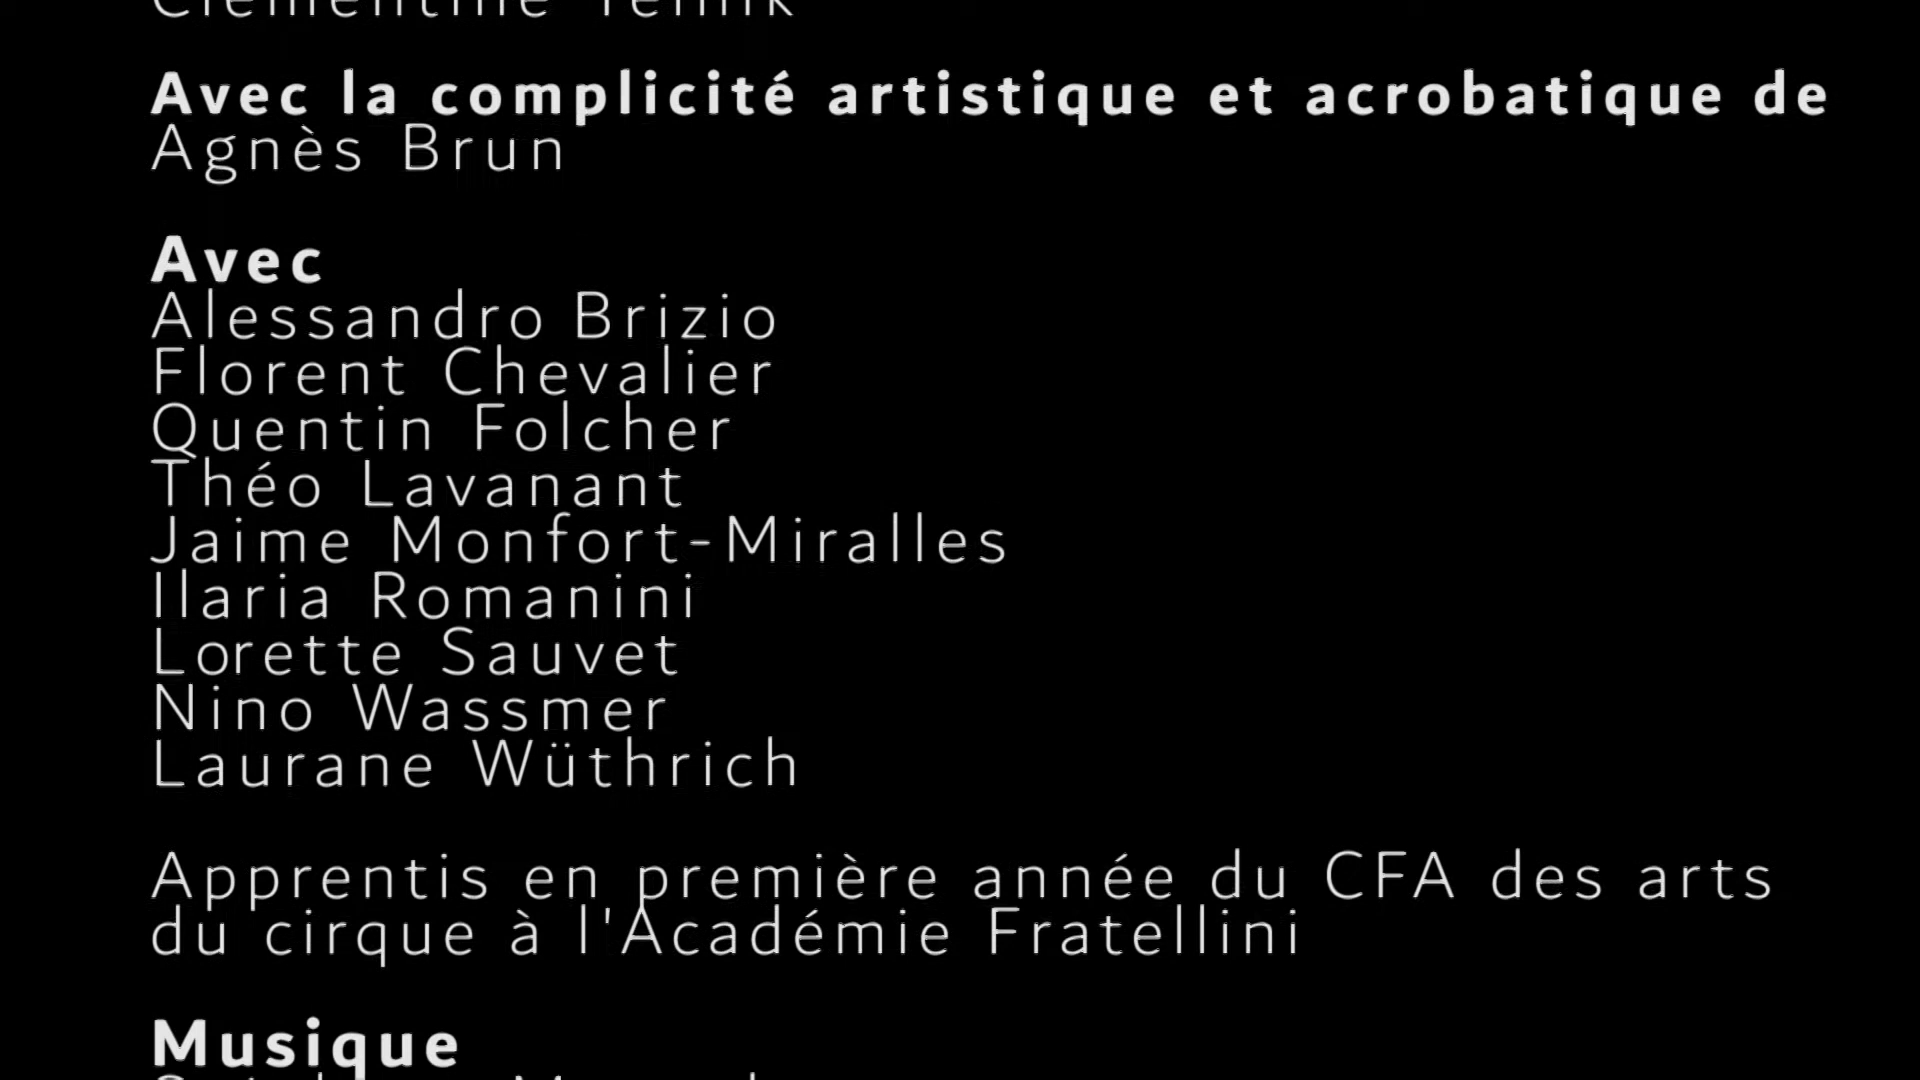 Avec la complicité artistique et acrobatique de
Agnès Brun
Avec
Alessandro Brizio
Florent Chevalier
Quentin Folcher
Théo Lavanant
Jaime Monfort-Miralles
Ilaria Romanini
Lorette Sauvet
Nino Wassmer
Laurane Wüthrich
Apprentis en première année du CFA des arts
du cirque à l'Académie Fratellini
Musique